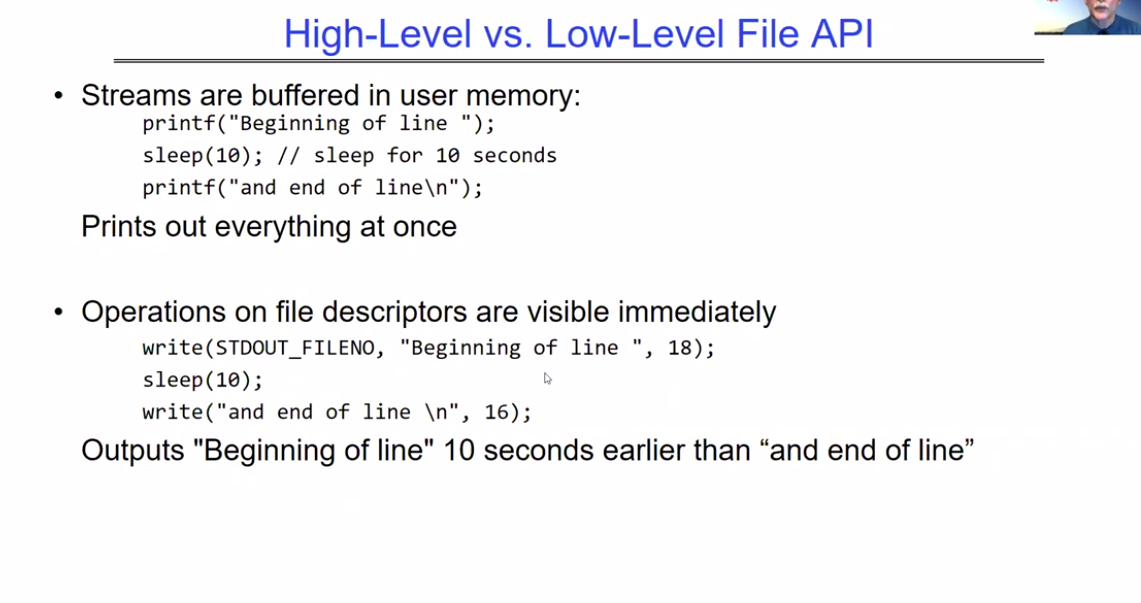 High-Level vs. Low-Level File API
• Streams are buffered in user memory:
printf("Beginning of line ");
sleep(10); // sleep for 10 seconds
printf("and end of line\n");
Prints out everything at once
• Operations on file descriptors are visible immediately
write(STDOUT_FILENO, "Beginning of line ", 18);
sleep(10);
write("and end of line \n", 16);
Outputs "Beginning of line" 10 seconds earlier than “and end of line”